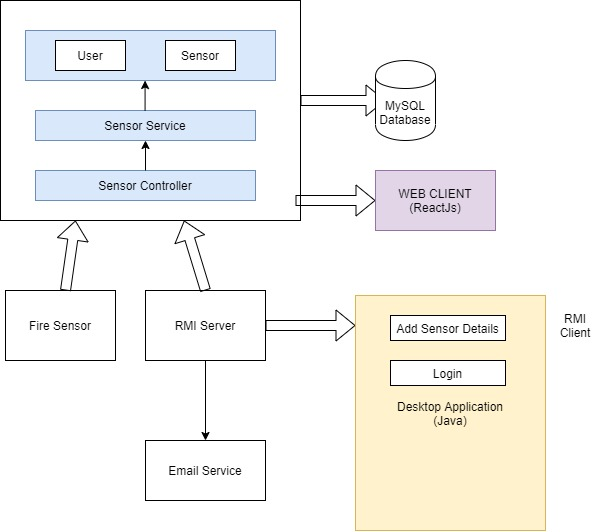 User
Sensor
Sensor Service
Sensor Controller
MySQL
Database
WEB CLIENT
(ReactJs)
Fire Sensor
RMI Server
Add Sensor Details
RMI
Client
Login
Desktop Application
(Java)
Email Service